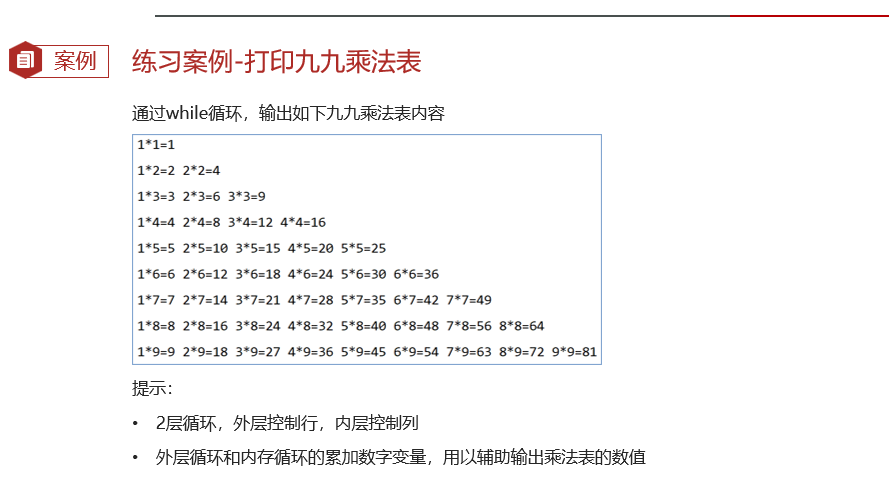 案例
练习案例-打印九九乘法表
通过while循环，输出如下九九乘法表内容
1*1=1
1*2=2 2*2=4
1*3=3 2*3=6 3*3=9
1*4=4 2*4=8 3*4=12 4*4=16
1*5=5 2*5=10 3*5=15 4*5=20 5*5=25
1*6=6 2*6=12 3*6=18 4*6=24 5*6=30 6*6=36
1*7=7 2*7=14 3*7=21 4*7=28 5*7=35 6*7=42 7*7=49
1*8=8 2*8=16 3*8=24 4*8=32 5*8=40 6*8=48 7*8=56 8*8=64
1*9=9 2*9=18 3*9=27 4*9=36 5*9=45 6*9=54 7*9=63 8*9=72 9*9=81
提示：
• 2层循环，外层控制行，内层控制列
• 外层循环和内存循环的累加数字变量，用以辅助输出乘法表的数值